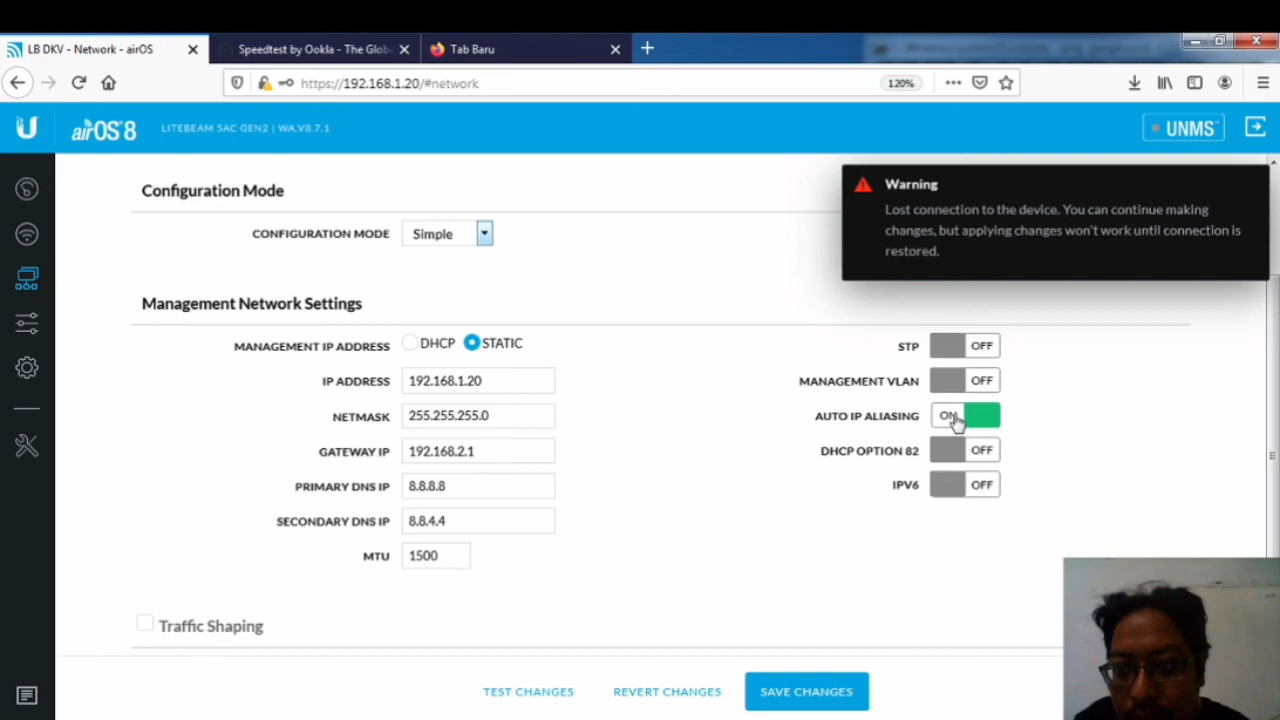 LB DKV - Network - airOS
Speedtest by Ookla - The Globa
Tab Baru
https://192.168.1.20/#network
120%
airOS 8
LITEBEAM 5AC GEN2 | WA.V8.7.1
UNMS
Configuration Mode
CONFIGURATION MODE
Simple
Warning
Lost connection to the device. You can continue making
changes, but applying changes won't work until connection is
restored.
Management Network Settings
MANAGEMENT IP ADDRESS
DHCP
STATIC
IP ADDRESS
192.168.1.20
NETMASK
255.255.255.0
GATEWAY IP
192.168.2.1
PRIMARY DNS IP
8.8.8.8
SECONDARY DNS IP
8.8.4.4
MTU
1500
STP
OFF
MANAGEMENT VLAN
OFF
AUTO IP ALIASING
ON
DHCP OPTION 82
OFF
IPV6
OFF
Traffic Shaping
TEST CHANGES
REVERT CHANGES
SAVE CHANGES